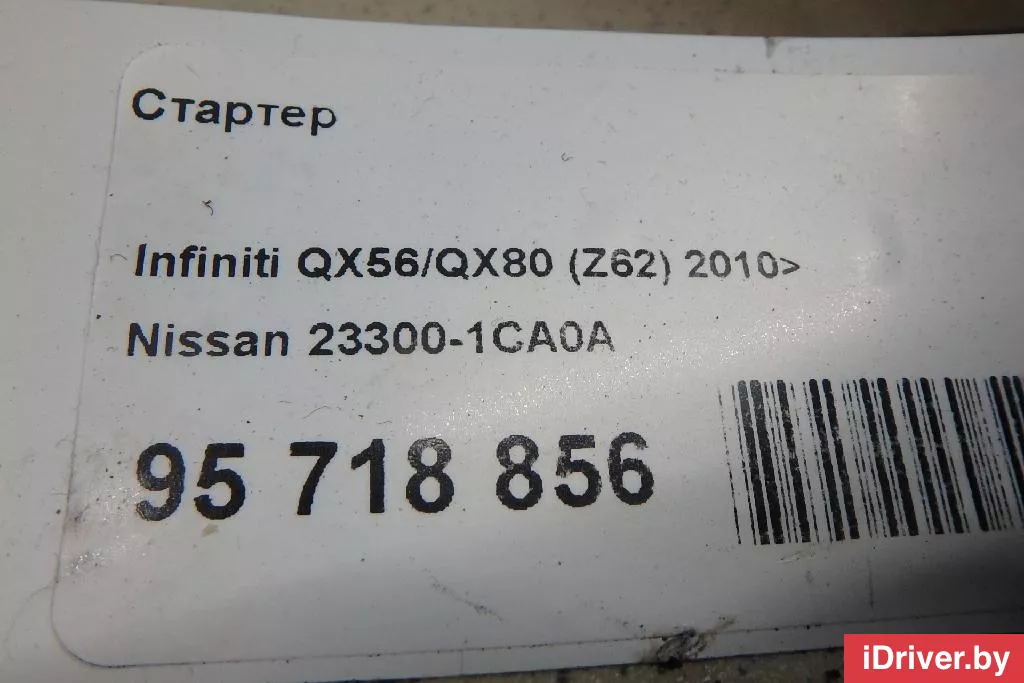 Стартер
Infiniti QX56/QX80 (Z62) 2010>
Nissan 23300-1CA0A
95 718 856
iDriver.by